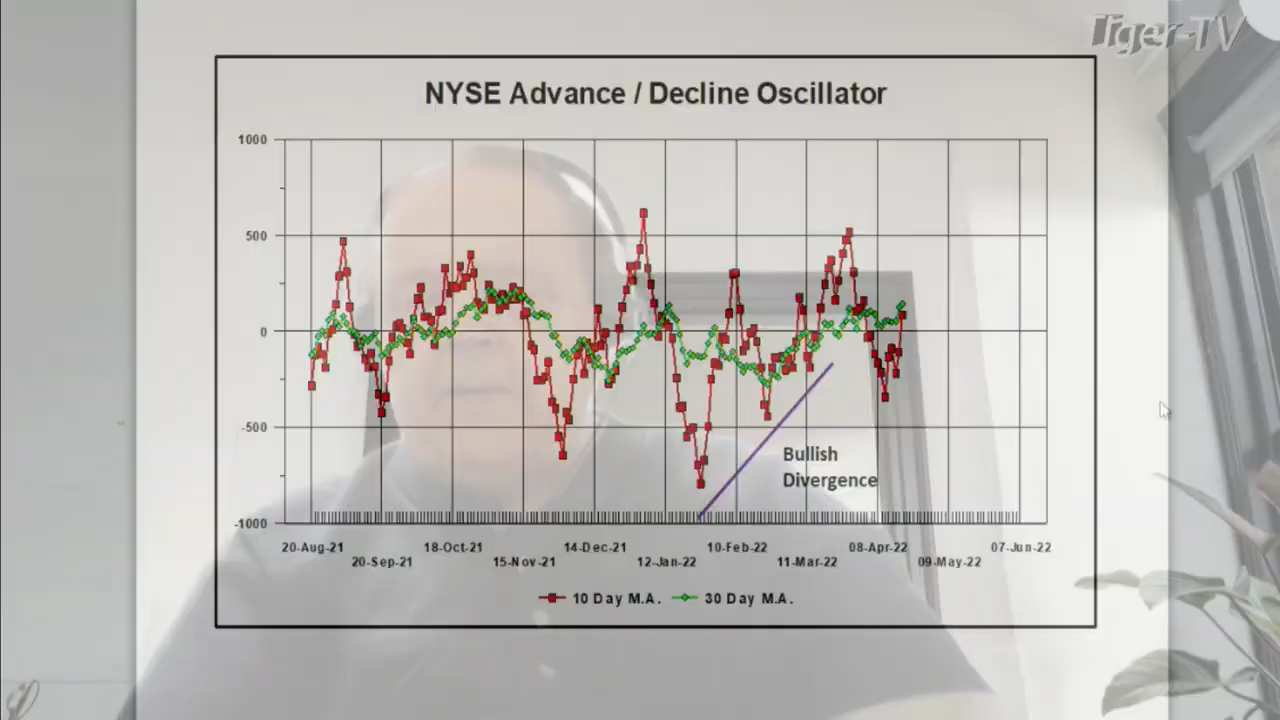 Tiger-TV
NYSE Advance / Decline Oscillator
1000
500
0
-500
-1000
Bullish
Divergence
20-Aug-21
18-Oct-21
14-Dec-21
10-Feb-22
08-Apr-22
07-Jun-22
20-Sep-21
15-Nov-21
12-Jan-22
11-Mar-22
09-May-22
10 Day M.A.
30 Day M.A.